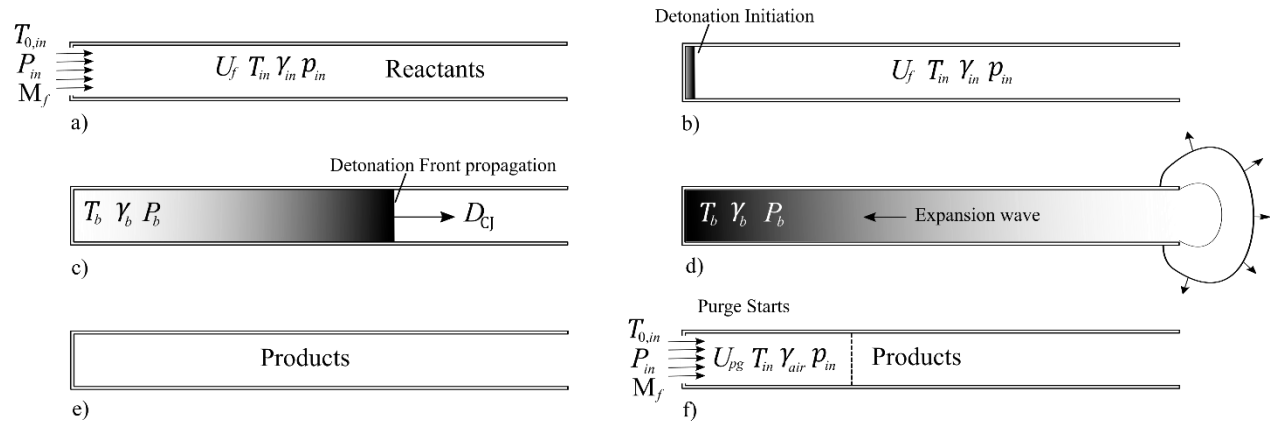 T0,in
Pin
Mf
Uf Tin γin pin
Reactants
a)
Detonation Initiation
Uf Tin γin pin
b)
Detonation Front propagation
Tb γb Pb
DCJ
c)
Tb γb Pb
Expansion wave
d)
Products
e)
Purge Starts
T0,in
Pin
Mf
Upg Tin γair pin
Products
f)